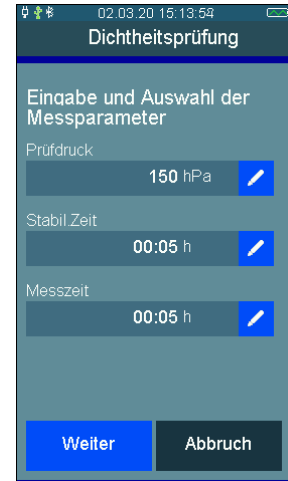 02.03.20 15:13:59
Dichtheitsprüfung
Eingabe und Auswahl der
Messparameter
Prüfdruck
150 hPa
Stabil.Zeit
00:05 h
Messzeit
00:05 h
Weiter
Abbruch